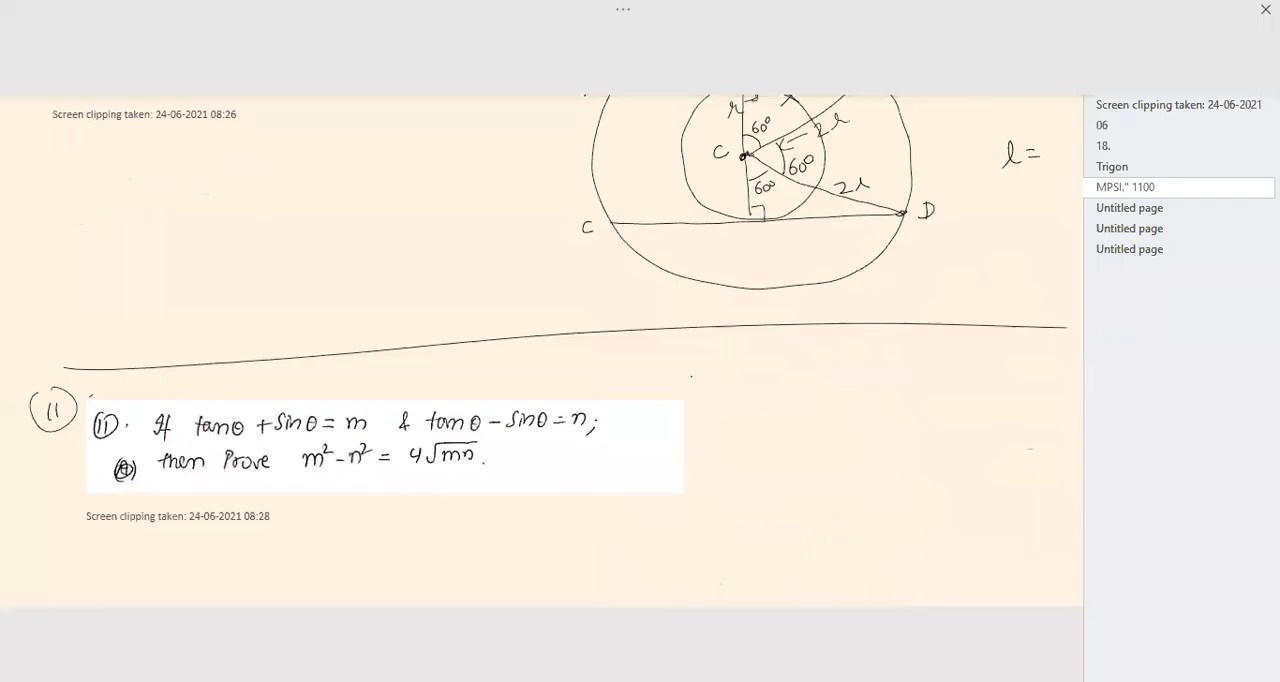 Screen clipping taken: 24-06-2021 08:26
r
60°
C
2r
60°
60°
2r
C
D
l =
Screen clipping taken: 24-06-2021
06
18.
Trigon
MPSI." 1100
Untitled page
Untitled page
Untitled page
11
11. If tanθ + sinθ = m & tanθ - sinθ = n;
then Prove m² - n² = 4√mn.
Screen clipping taken: 24-06-2021 08:28